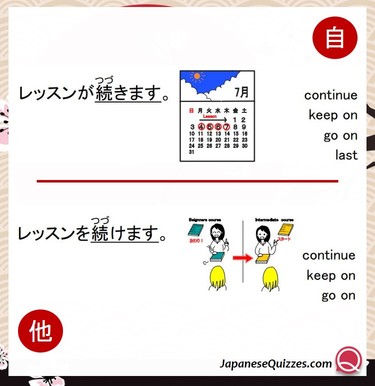 自
つづ
レッスンが続きます。
7月
日 月 火 水 木 金 土
Lesson
1 2
3 4 5 6 7 8 9
10 11 12 13 14 15 16
17 18 19 20 21 22 23
24 25 26 27 28 29 30
31
continue
keep on
go on
last
つづ
レッスンを続けます。
Beginners course
Intermediate course
スタート
continue
keep on
go on
他
JapaneseQuizzes.com